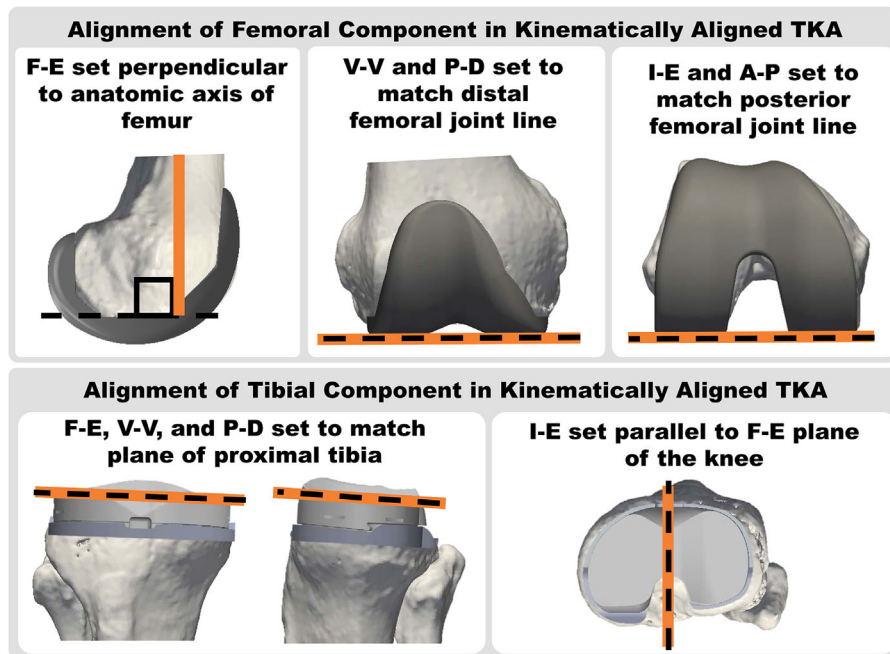 Alignment of Femoral Component in Kinematically Aligned TKA
F-E set perpendicular
to anatomic axis of
femur
V-V and P-D set to
match distal
femoral joint line
I-E and A-P set to
match posterior
femoral joint line
Alignment of Tibial Component in Kinematically Aligned TKA
F-E, V-V, and P-D set to match
plane of proximal tibia
I-E set parallel to F-E plane
of the knee